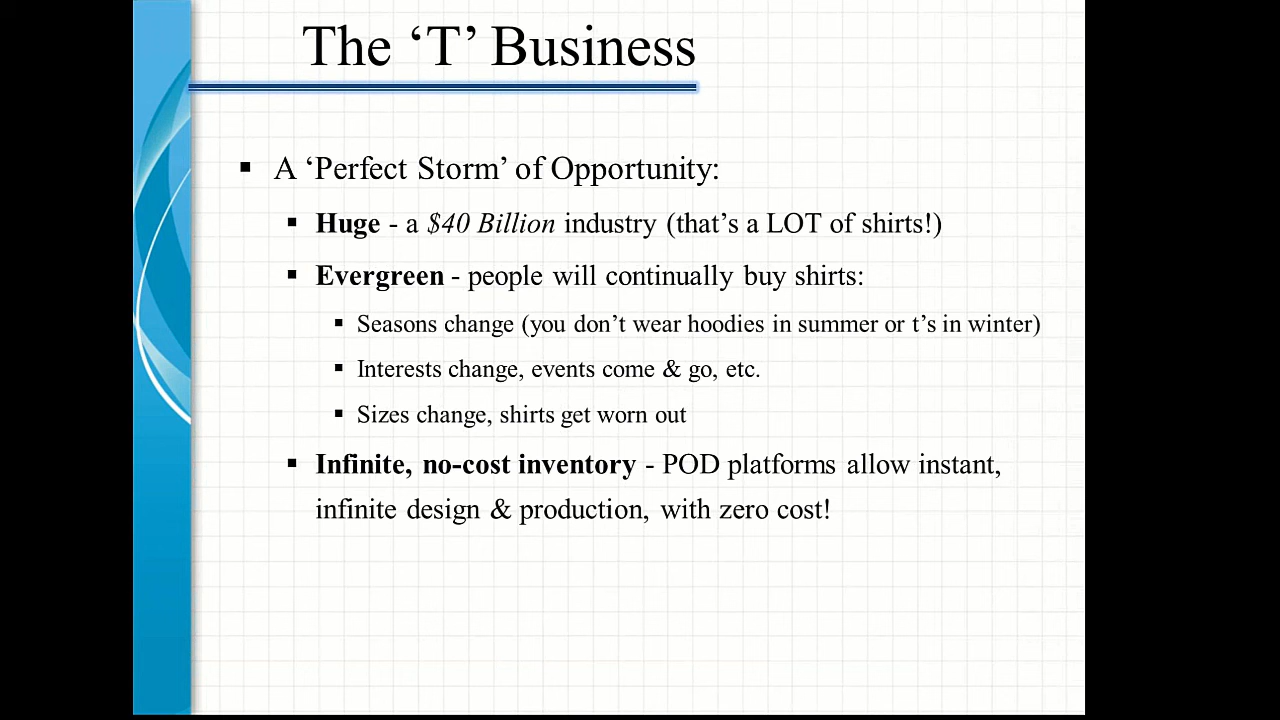 The ‘T’ Business
▪ A ‘Perfect Storm’ of Opportunity:
▪ Huge - a $40 Billion industry (that’s a LOT of shirts!)
▪ Evergreen - people will continually buy shirts:
▪ Seasons change (you don’t wear hoodies in summer or t’s in winter)
▪ Interests change, events come & go, etc.
▪ Sizes change, shirts get worn out
▪ Infinite, no-cost inventory - POD platforms allow instant,
infinite design & production, with zero cost!